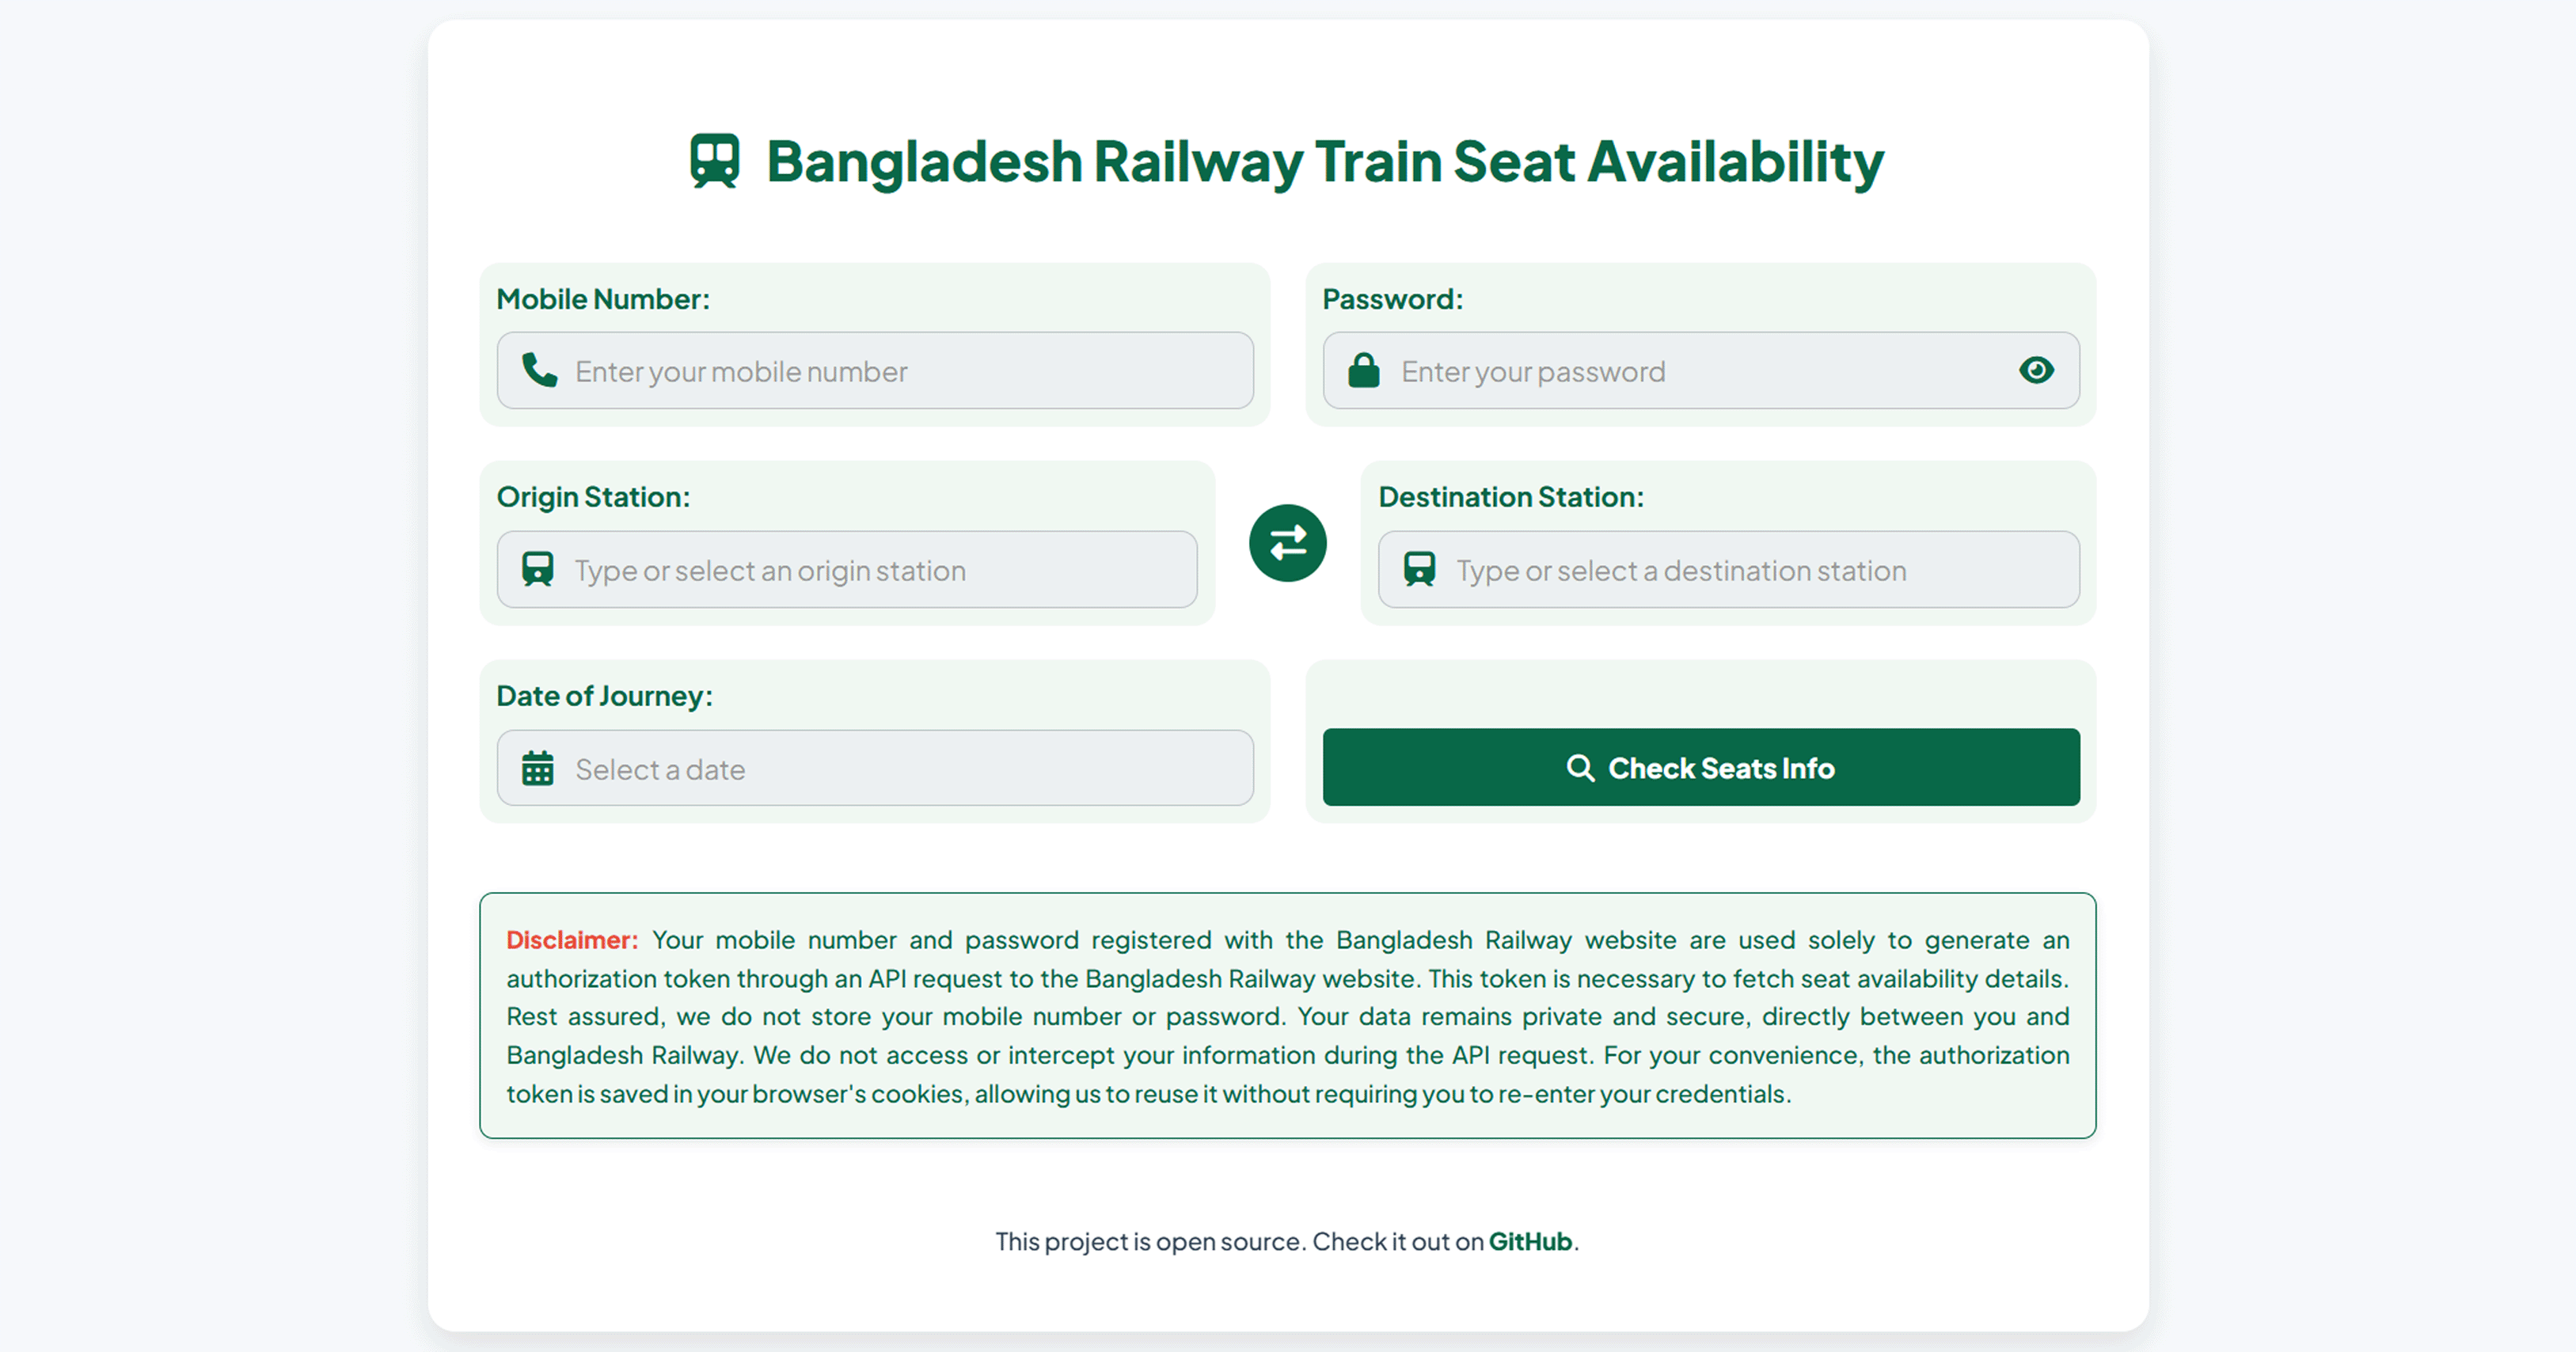 Bangladesh Railway Train Seat Availability
Mobile Number:
Enter your mobile number
Password:
Enter your password
Origin Station:
Type or select an origin station
Destination Station:
Type or select a destination station
Date of Journey:
Select a date
Check Seats Info
Disclaimer: Your mobile number and password registered with the Bangladesh Railway website are used solely to generate an
authorization token through an API request to the Bangladesh Railway website. This token is necessary to fetch seat availability details.
Rest assured, we do not store your mobile number or password. Your data remains private and secure, directly between you and
Bangladesh Railway. We do not access or intercept your information during the API request. For your convenience, the authorization
token is saved in your browser's cookies, allowing us to reuse it without requiring you to re-enter your credentials.
This project is open source. Check it out on GitHub.